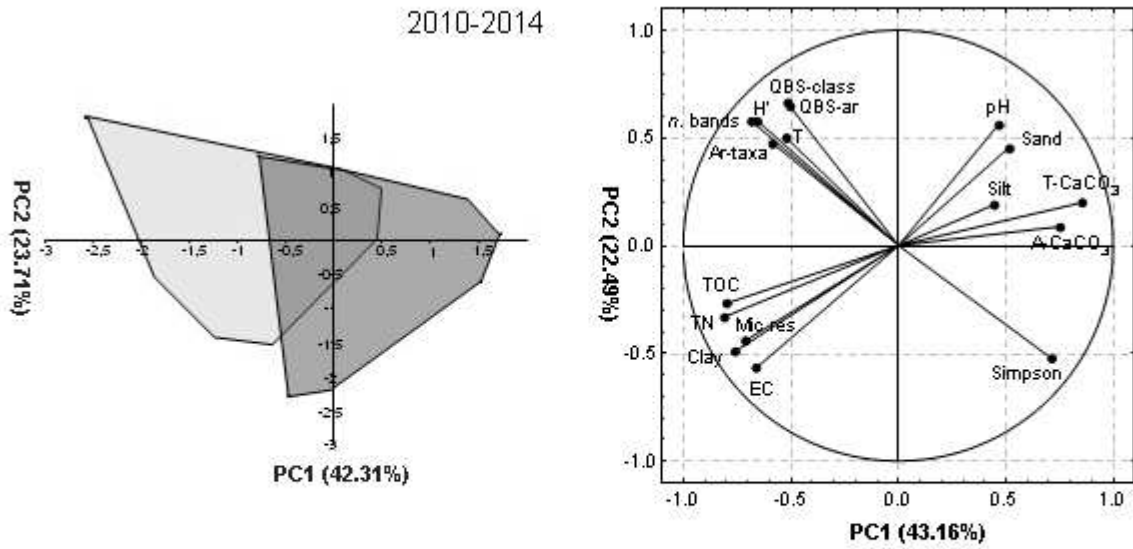 2010-2014
1,5
1
0,5
-3
-2,5
-2
-1,5
-1
-0,5
0
0,5
1
1,5
-0,5
-1
-1,5
-2
-2,5
-3
PC2 (23.71%)
PC1 (42.31%)
1.0
0.5
0.0
-0.5
-1.0
PC2 (22.49%)
QBS-class
QBS-ar
n. bands
H'
T
Ar-taxa
pH
Sand
Silt
T-CaCO₃
A-CaCO₃
TOC
TN
Mic-res
Clay
EC
Simpson
-1.0
-0.5
0.0
0.5
1.0
PC1 (43.16%)